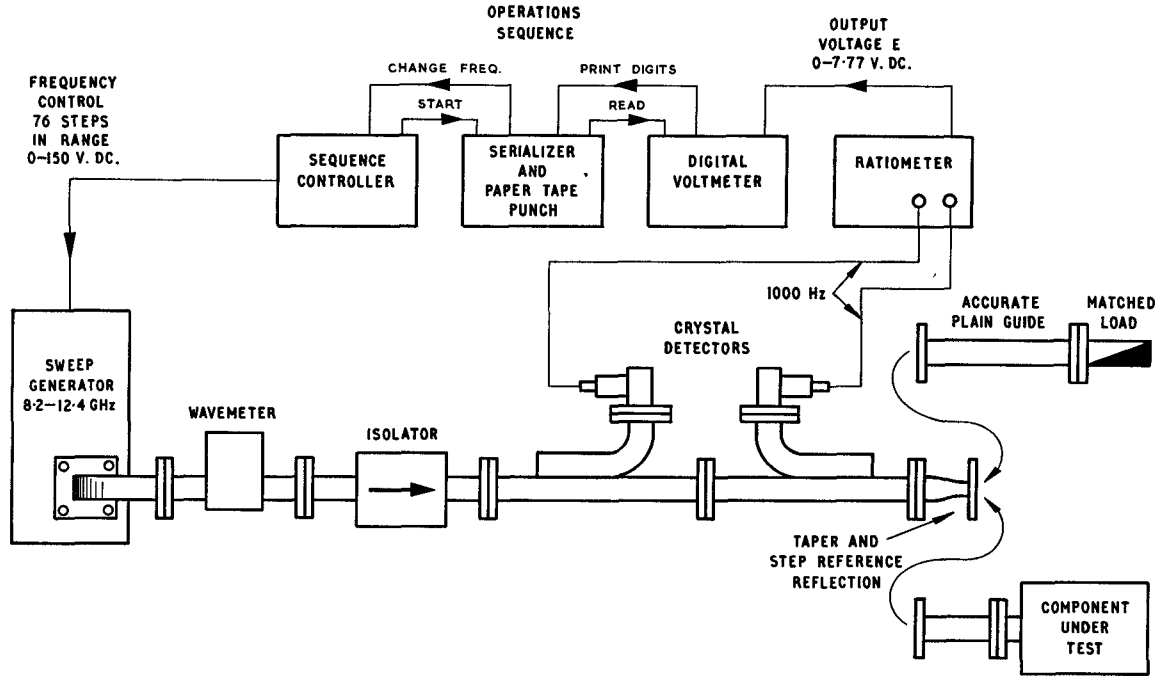 OPERATIONS
SEQUENCE
OUTPUT
VOLTAGE E
0–7·77 V. DC.
FREQUENCY
CONTROL
76 STEPS
IN RANGE
0–150 V. DC.
CHANGE FREQ.
START
PRINT DIGITS
READ
SEQUENCE
CONTROLLER
SERIALIZER
AND
PAPER TAPE
PUNCH
DIGITAL
VOLTMETER
RATIOMETER
1000 Hz
ACCURATE
PLAIN GUIDE
MATCHED
LOAD
CRYSTAL
DETECTORS
SWEEP
GENERATOR
8·2–12·4 GHz
WAVEMETER
ISOLATOR
TAPER AND
STEP REFERENCE
REFLECTION
COMPONENT
UNDER
TEST